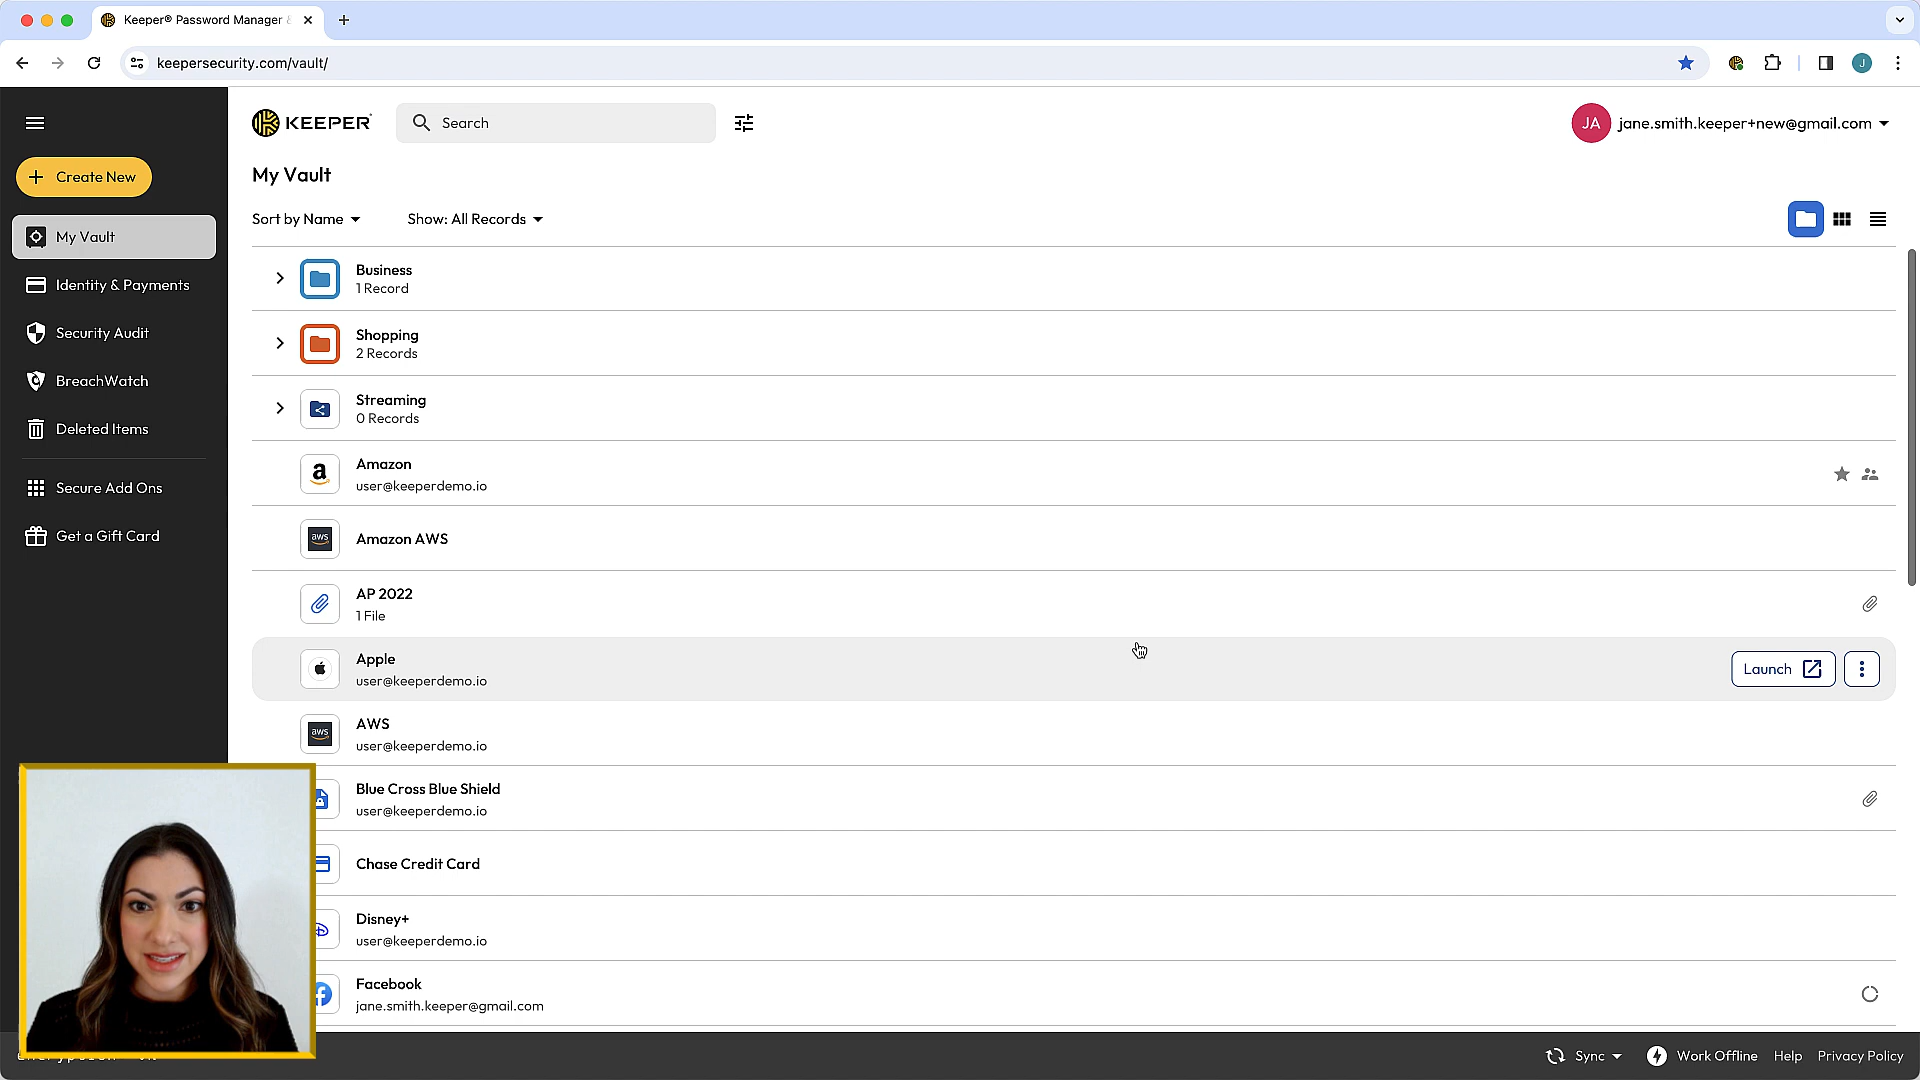 Keeper® Password Manager &
keepersecurity.com/vault/
J
KEEPER
Search
JA
jane.smith.keeper+new@gmail.com
Create New
My Vault
Identity & Payments
Security Audit
BreachWatch
Deleted Items
Secure Add Ons
Get a Gift Card
My Vault
Sort by Name
Show: All Records
Business
1 Record
Shopping
2 Records
Streaming
0 Records
a
Amazon
user@keeperdemo.io
aws
Amazon AWS
AP 2022
1 File
Apple
user@keeperdemo.io
Launch
aws
AWS
user@keeperdemo.io
Blue Cross Blue Shield
user@keeperdemo.io
Chase Credit Card
Disney+
user@keeperdemo.io
Facebook
jane.smith.keeper@gmail.com
Sync
Work Offline
Help
Privacy Policy